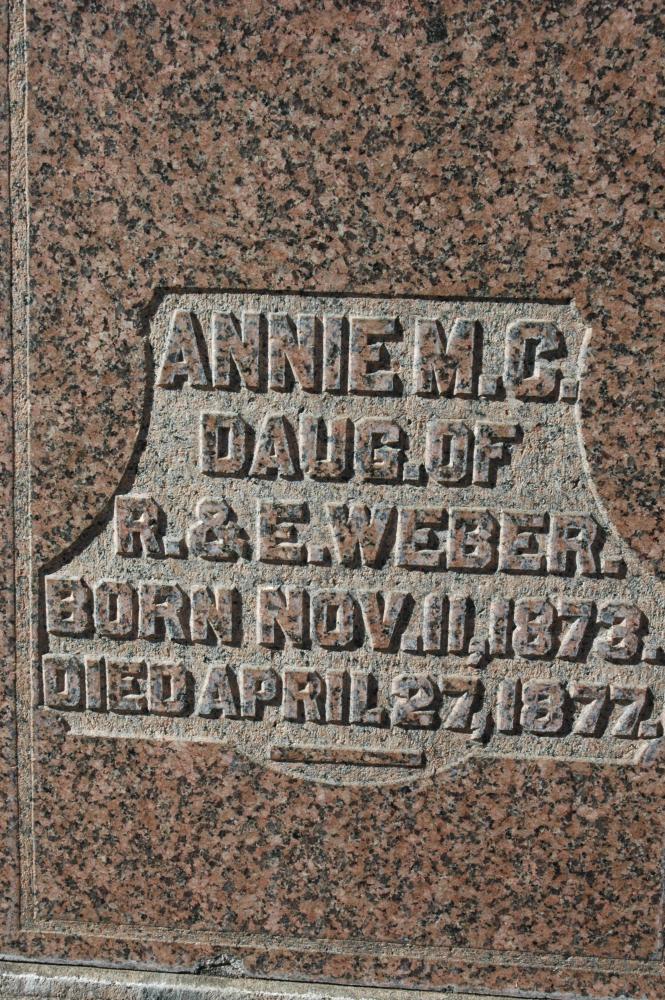 ANNIE M. C.
DAUG. OF
R. & E. WEBER.
BORN NOV. 11, 1873.
DIED APRIL 27, 1877.